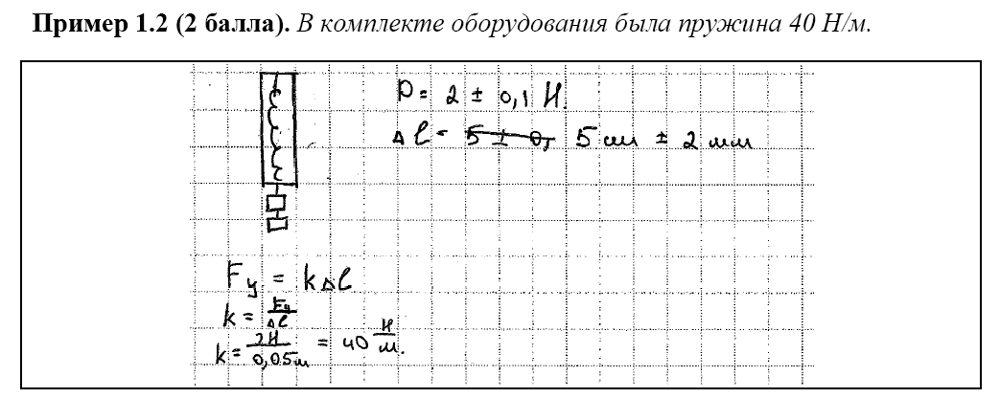 Пример 1.2 (2 балла). В комплекте оборудования была пружина 40 Н/м.
P = 2 ± 0,1 Н.
Δl = 5 ± 0, 5 см ± 2 мм
Fу = kΔl
k = Fу/Δl
k = 2Н/0,05м = 40 Н/м.